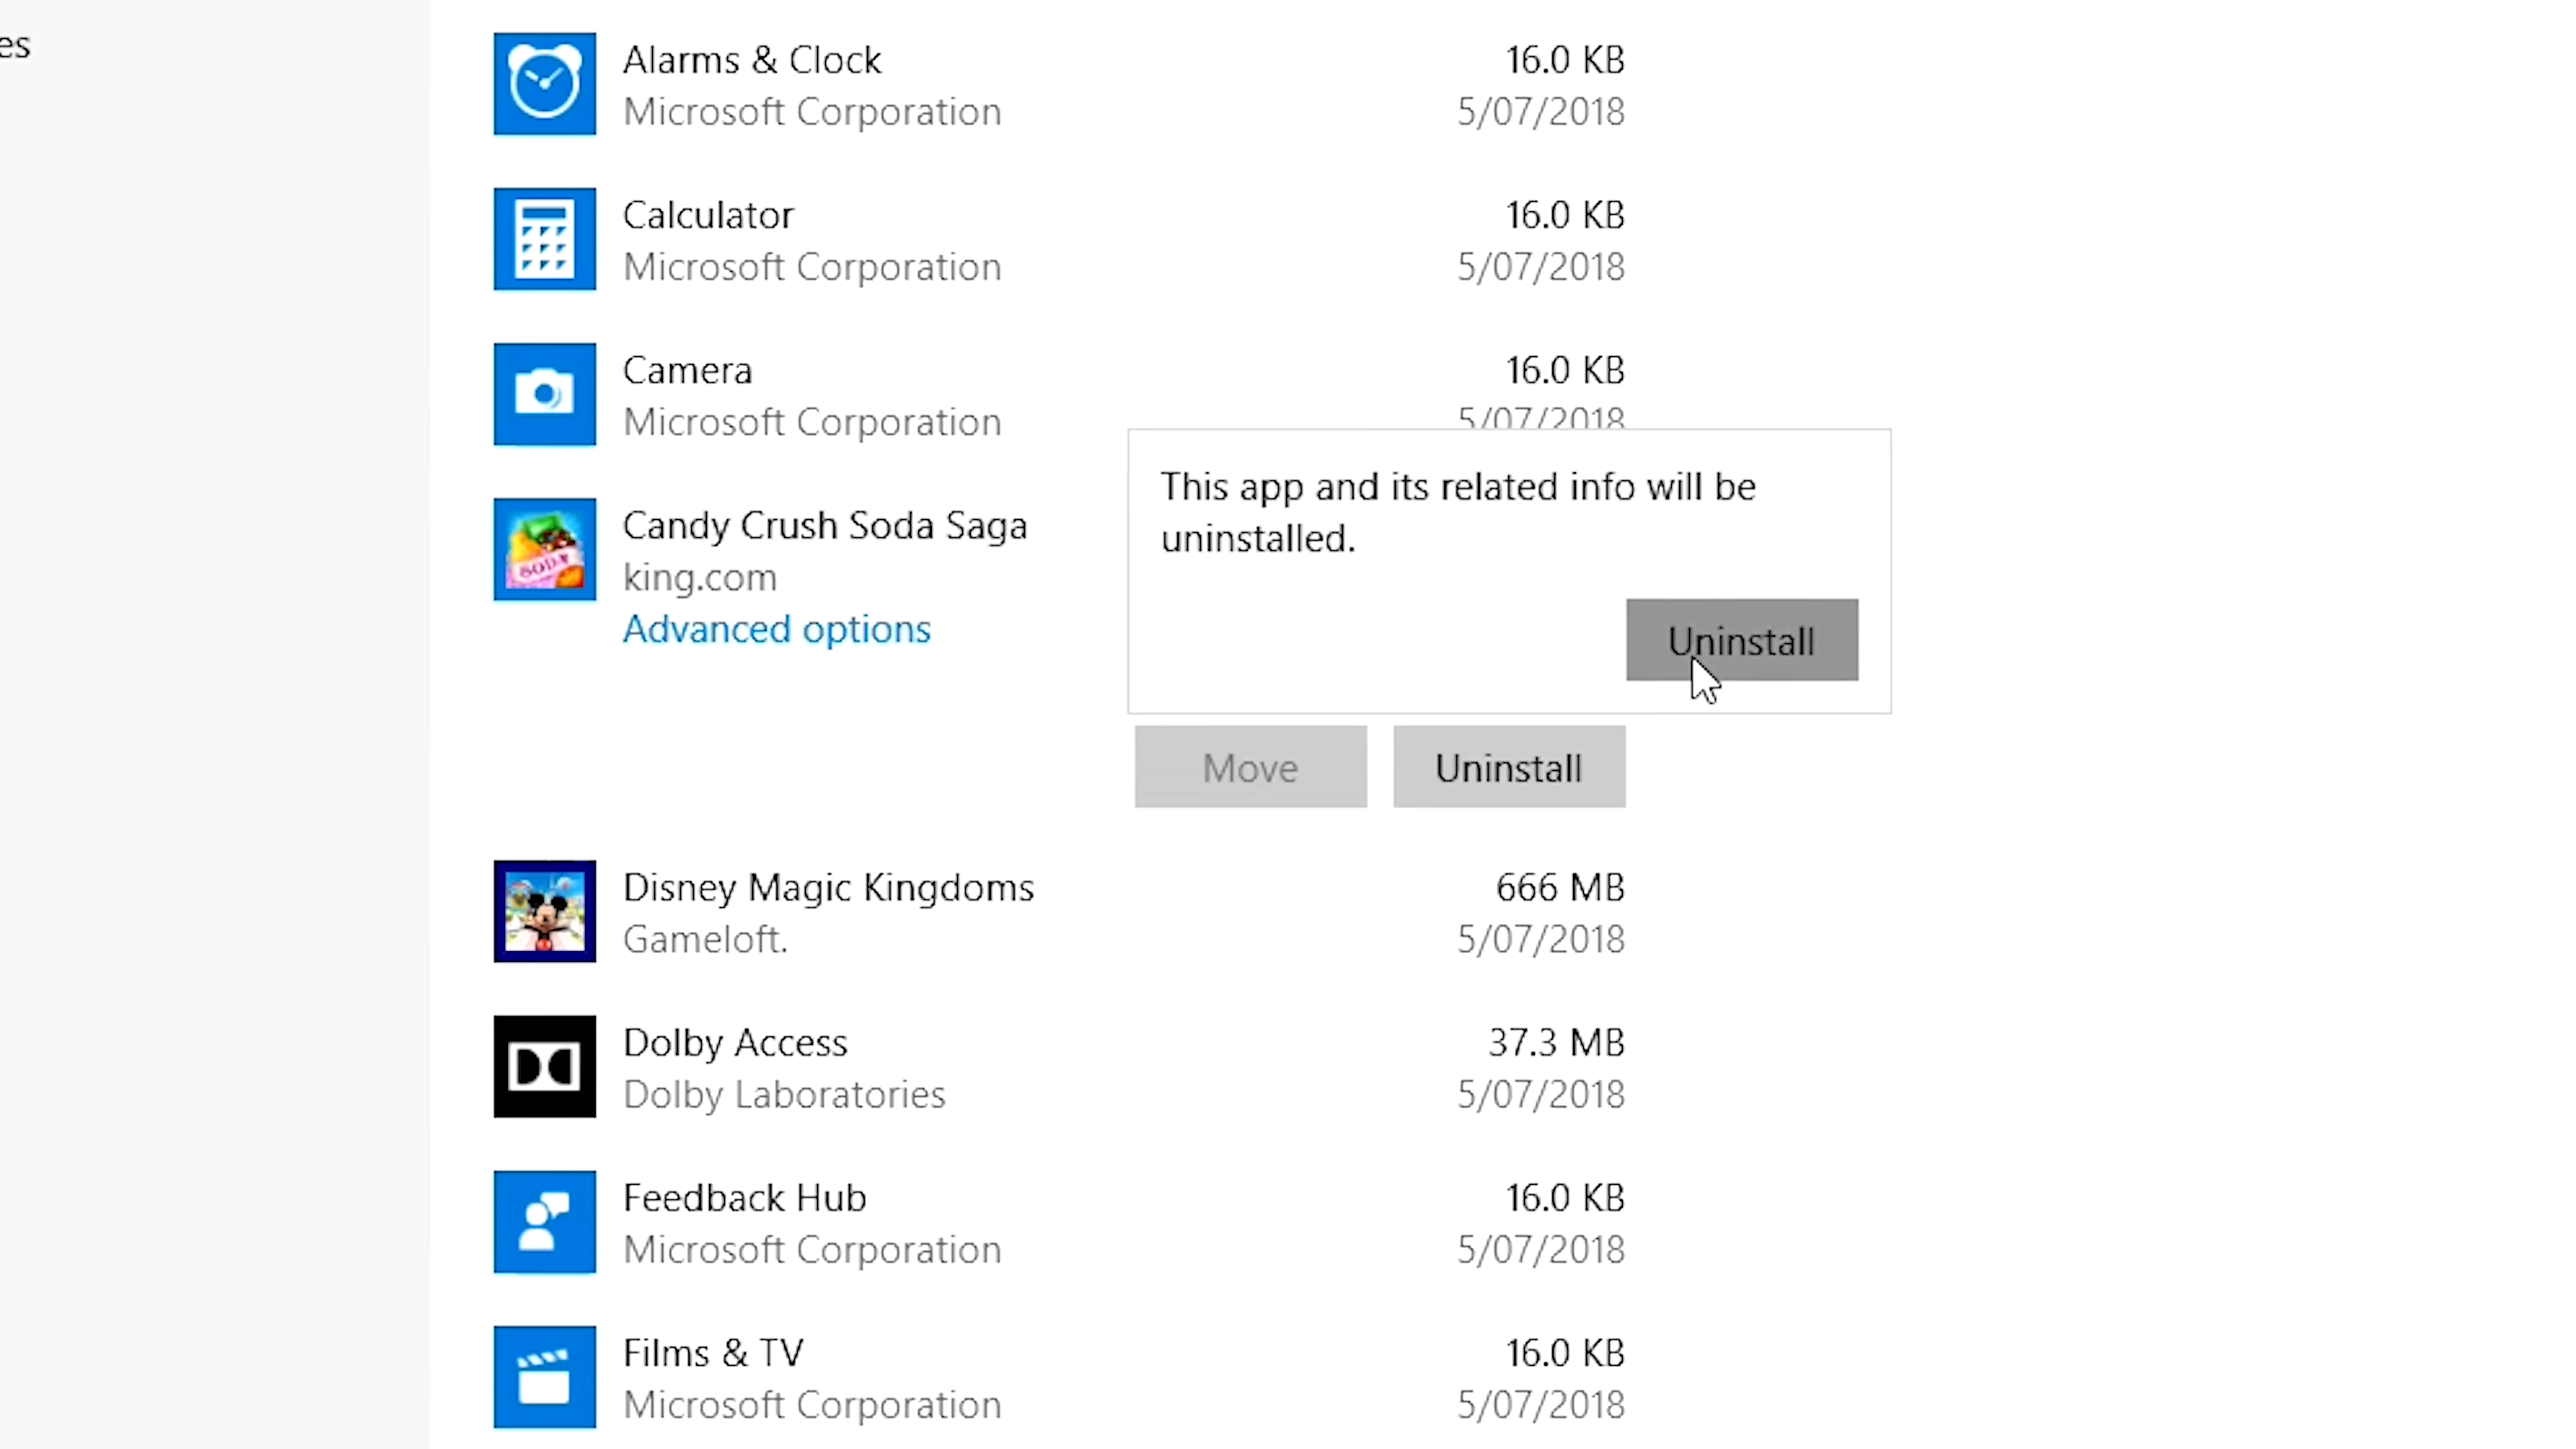 es
Alarms & Clock
16.0 KB
Microsoft Corporation
5/07/2018
Calculator
16.0 KB
Microsoft Corporation
5/07/2018
Camera
16.0 KB
Microsoft Corporation
5/07/2018
Candy Crush Soda Saga
SODA
king.com
Advanced options
This app and its related info will be
uninstalled.
Uninstall
Move
Uninstall
Disney Magic Kingdoms
666 MB
Gameloft.
5/07/2018
Dolby Access
37.3 MB
Dolby Laboratories
5/07/2018
Feedback Hub
16.0 KB
Microsoft Corporation
5/07/2018
Films & TV
16.0 KB
Microsoft Corporation
5/07/2018